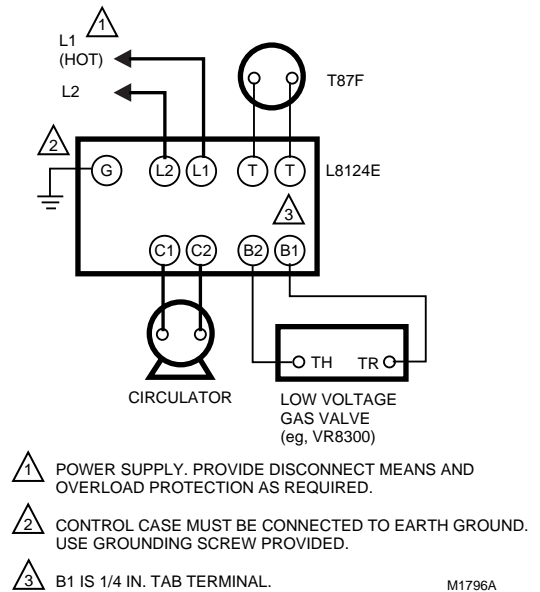 1
L1
(HOT)
L2
T87F
2
G
L2
L1
T
T
L8124E
3
C1
C2
B2
B1
TH
TR
CIRCULATOR
LOW VOLTAGE
GAS VALVE
(eg, VR8300)
1 POWER SUPPLY. PROVIDE DISCONNECT MEANS AND
OVERLOAD PROTECTION AS REQUIRED.
2 CONTROL CASE MUST BE CONNECTED TO EARTH GROUND.
USE GROUNDING SCREW PROVIDED.
3 B1 IS 1/4 IN. TAB TERMINAL.
M1796A